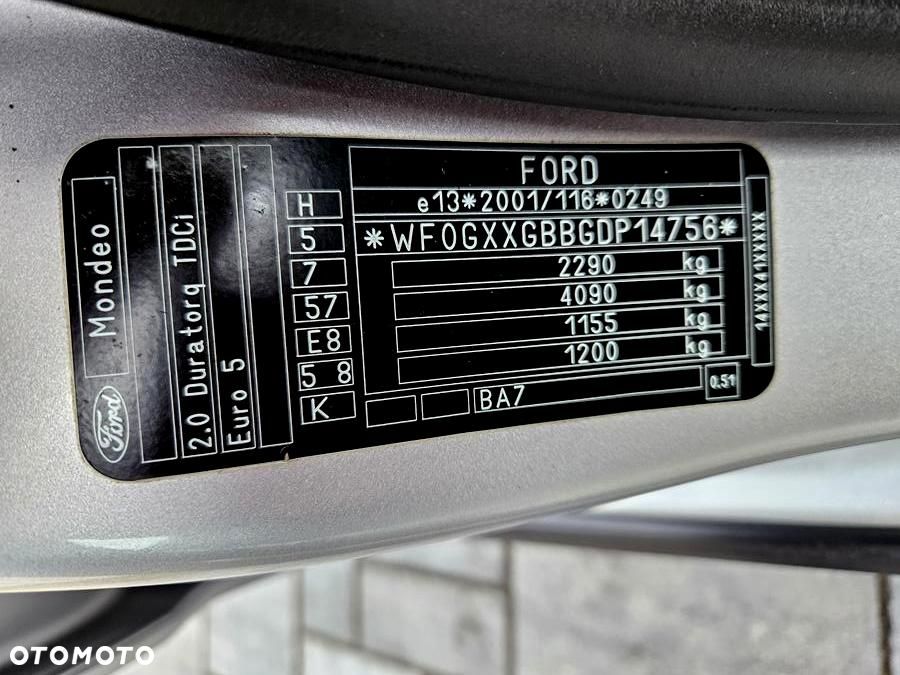 FORD
e13*2001/116*0249
*WF0GXXGBBGDP14756*
2290 kg
4090 kg
1155 kg
1200 kg
BA7
0.51
14XXX41XXXXX
H
5
7
57
E8
5 8
K
Mondeo
Ford
2.0 Duratorq TDCi
Euro 5
OTOMOTO